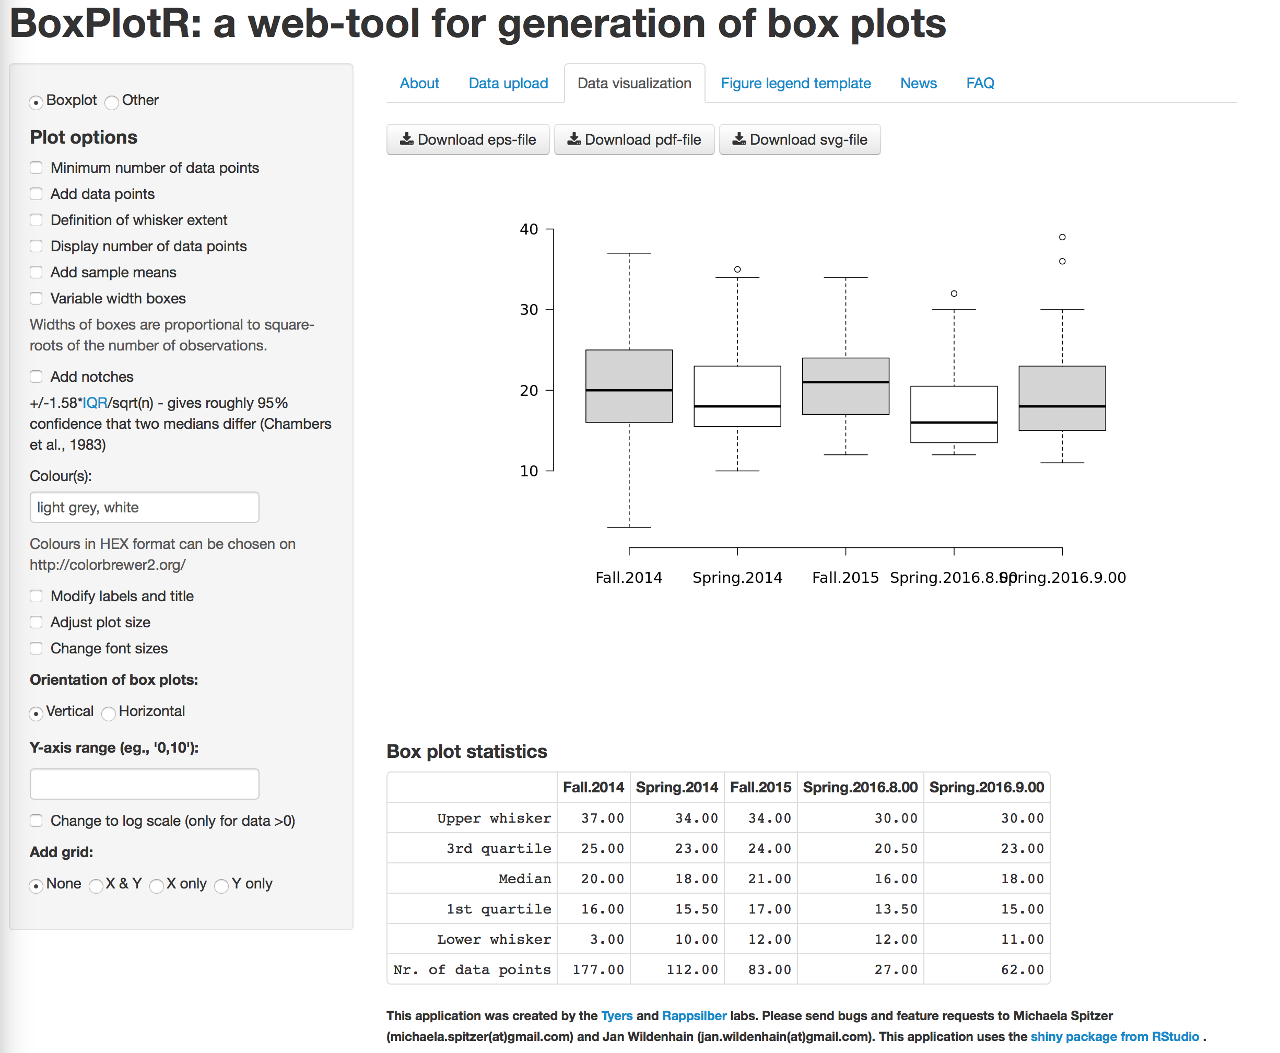 BoxPlotR: a web-tool for generation of box plots
Boxplot Other
Plot options
Minimum number of data points
Add data points
Definition of whisker extent
Display number of data points
Add sample means
Variable width boxes
Widths of boxes are proportional to square-
roots of the number of observations.
Add notches
+/-1.58*IQR/sqrt(n) - gives roughly 95%
confidence that two medians differ (Chambers
et al., 1983)
Colour(s):
light grey, white
Colours in HEX format can be chosen on
http://colorbrewer2.org/
Modify labels and title
Adjust plot size
Change font sizes
Orientation of box plots:
Vertical Horizontal
Y-axis range (eg., '0,10'):
Change to log scale (only for data >0)
Add grid:
None X & Y X only Y only
About Data upload Data visualization Figure legend template News FAQ
Download eps-file Download pdf-file Download svg-file
40
30
20
10
Fall.2014 Spring.2014 Fall.2015 Spring.2016.8.00 Spring.2016.9.00
Box plot statistics
Fall.2014 Spring.2014 Fall.2015 Spring.2016.8.00 Spring.2016.9.00
Upper whisker 37.00 34.00 34.00 30.00 30.00
3rd quartile 25.00 23.00 24.00 20.50 23.00
Median 20.00 18.00 21.00 16.00 18.00
1st quartile 16.00 15.50 17.00 13.50 15.00
Lower whisker 3.00 10.00 12.00 12.00 11.00
Nr. of data points 177.00 112.00 83.00 27.00 62.00
This application was created by the Tyers and Rappsilber labs. Please send bugs and feature requests to Michaela Spitzer
(michaela.spitzer(at)gmail.com) and Jan Wildenhain (jan.wildenhain(at)gmail.com). This application uses the shiny package from RStudio .